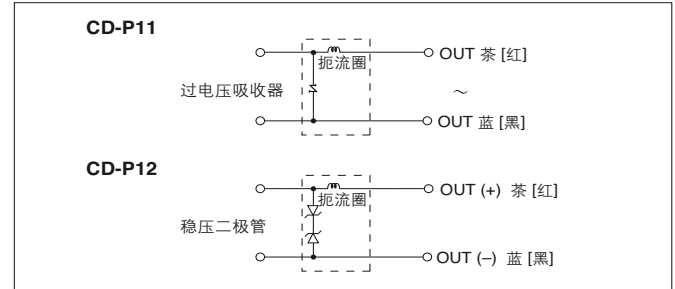 CD-P11
OUT 茶 [红]
扼流圈
过电压吸收器
～
OUT 蓝 [黑]
CD-P12
OUT (+) 茶 [红]
扼流圈
稳压二极管
OUT (–) 蓝 [黑]